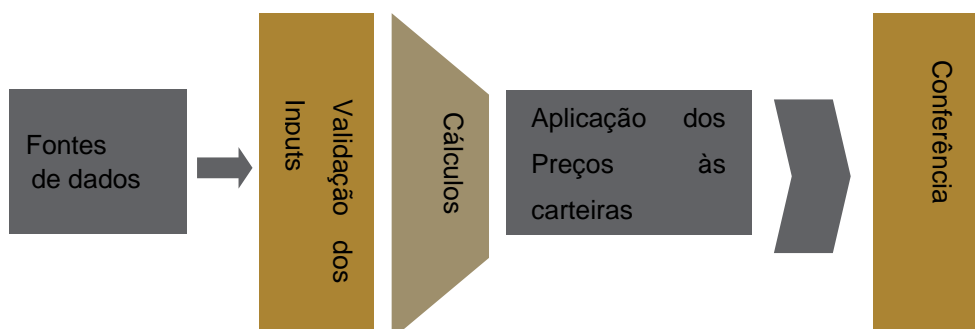 Fontes
de dados
Validação dos
Inputs
Cálculos
Aplicação dos
Preços às
carteiras
Conferência